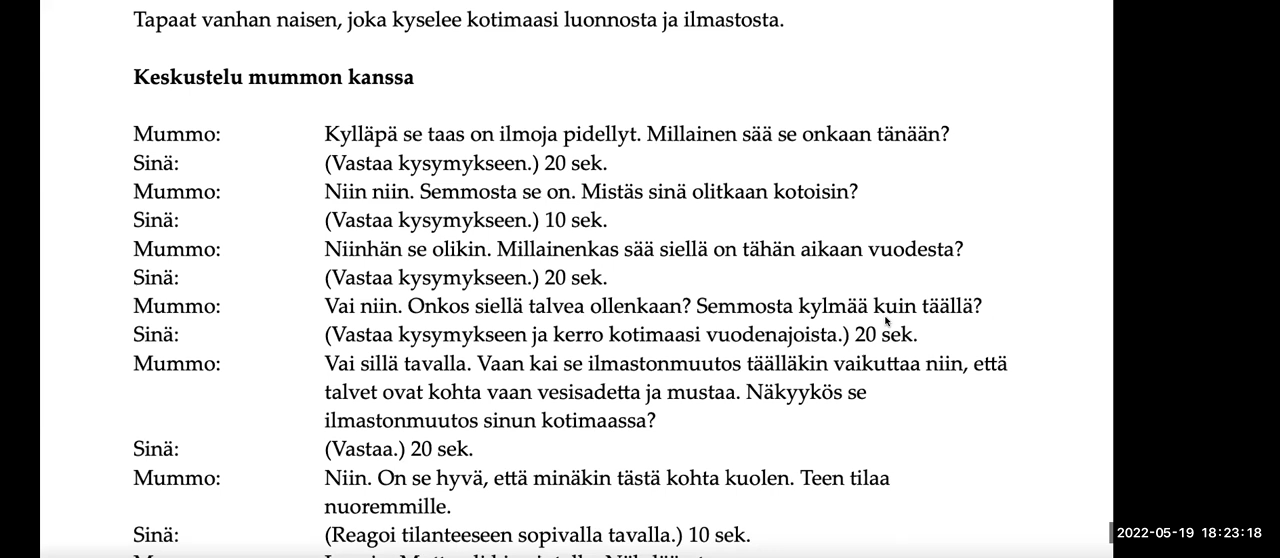 Tapaat vanhan naisen, joka kyselee kotimaasi luonnosta ja ilmastosta.
Keskustelu mummon kanssa
Mummo: Kylläpä se taas on ilmoja pidellyt. Millainen sää se onkaan tänään?
Sinä: (Vastaa kysymykseen.) 20 sek.
Mummo: Niin niin. Semmosta se on. Mistäs sinä olitkaan kotoisin?
Sinä: (Vastaa kysymykseen.) 10 sek.
Mummo: Niinhän se olikin. Millainenkas sää siellä on tähän aikaan vuodesta?
Sinä: (Vastaa kysymykseen.) 20 sek.
Mummo: Vai niin. Onkos siellä talvea ollenkaan? Semmosta kylmää kuin täällä?
Sinä: (Vastaa kysymykseen ja kerro kotimaasi vuodenajoista.) 20 sek.
Mummo: Vai sillä tavalla. Vaan kai se ilmastonmuutos täälläkin vaikuttaa niin, että
talvet ovat kohta vaan vesisadetta ja mustaa. Näkyykös se
ilmastonmuutos sinun kotimaassa?
Sinä: (Vastaa.) 20 sek.
Mummo: Niin. On se hyvä, että minäkin tästä kohta kuolen. Teen tilaa
nuoremmille.
Sinä: (Reagoi tilanteeseen sopivalla tavalla.) 10 sek.
2022-05-19 18:23:18